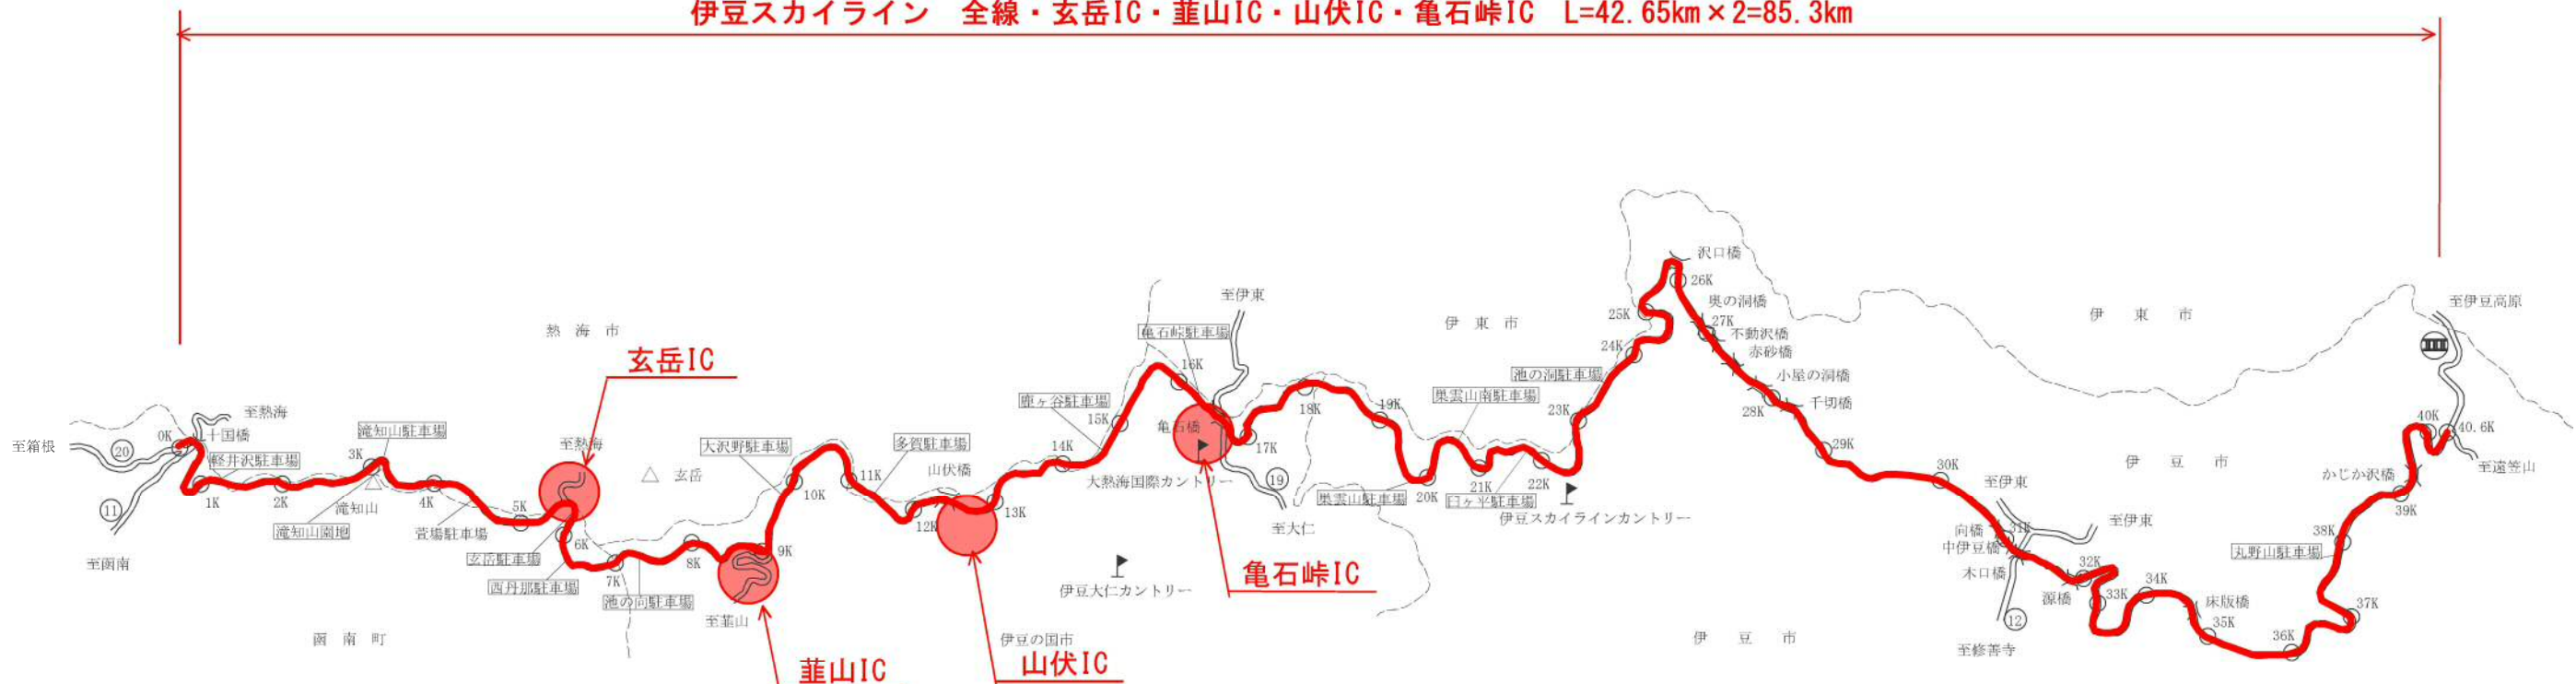 伊豆スカイライン 全線・玄岳IC・韮山IC・山伏IC・亀石峠IC L=42.65km×2=85.3km
至箱根
20
11
至函南
0K
十国橋
至熱海
軽井沢駐車場
1K
2K
3K
滝知山駐車場
滝知山
滝知山園地
4K
菅場駐車場
5K
熱海市
玄岳IC
至熱海
玄岳
6K
玄岳駐車場
西丹那駐車場
7K
池の向駐車場
函南町
8K
9K
至韮山
韮山IC
大沢野駐車場
10K
11K
多賀駐車場
山伏橋
12K
13K
山伏IC
伊豆の国市
14K
鹿ヶ谷駐車場
15K
16K
亀石峠駐車場
至伊東
亀石橋
大熱海国際カントリー
伊豆大仁カントリー
亀石峠IC
17K
19
至大仁
18K
19K
巣雲山駐車場
20K
巣雲山南駐車場
21K
臼ヶ平駐車場
22K
伊豆スカイラインカントリー
伊東市
池の洞駐車場
23K
24K
25K
沢口橋
26K
奥の洞橋
27K
不動沢橋
赤砂橋
小屋の洞橋
28K
千切橋
29K
30K
至伊東
向橋
31K
中伊豆橋
至伊東
木口橋
12
至修善寺
伊豆市
32K
源橋
33K
34K
床版橋
35K
36K
37K
丸野山駐車場
38K
39K
かじか沢橋
伊豆市
伊東市
40K
40.6K
至伊豆高原
至遠笠山